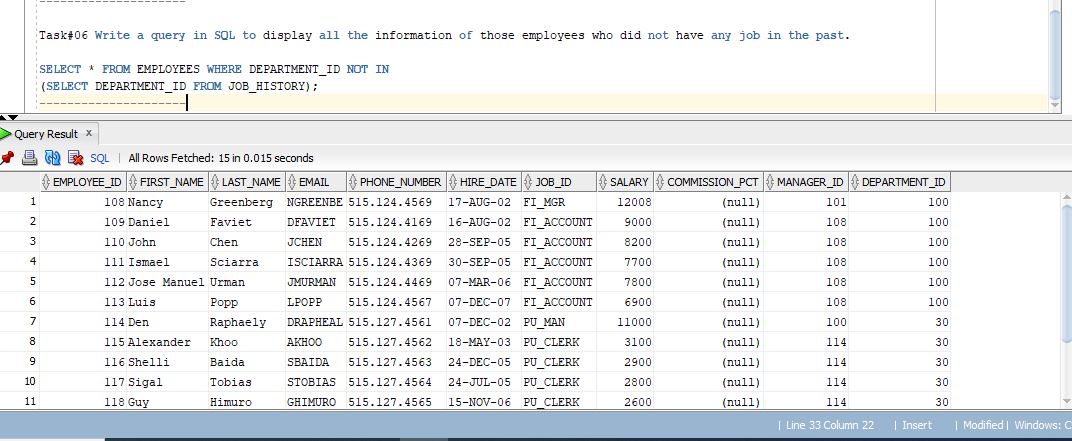 ---------------------
Task#06 Write a query in SQL to display all the information of those employees who did not have any job in the past.
SELECT * FROM EMPLOYEES WHERE DEPARTMENT_ID NOT IN
(SELECT DEPARTMENT_ID FROM JOB_HISTORY);
---------------------
Query Result x
SQL | All Rows Fetched: 15 in 0.015 seconds
EMPLOYEE_ID FIRST_NAME LAST_NAME EMAIL PHONE_NUMBER HIRE_DATE JOB_ID SALARY COMMISSION_PCT MANAGER_ID DEPARTMENT_ID
1 108 Nancy Greenberg NGREENBE 515.124.4569 17-AUG-02 FI_MGR 12008 (null) 101 100
2 109 Daniel Faviet DFAVIET 515.124.4169 16-AUG-02 FI_ACCOUNT 9000 (null) 108 100
3 110 John Chen JCHEN 515.124.4269 28-SEP-05 FI_ACCOUNT 8200 (null) 108 100
4 111 Ismael Sciarra ISCIARRA 515.124.4369 30-SEP-05 FI_ACCOUNT 7700 (null) 108 100
5 112 Jose Manuel Urman JMURMAN 515.124.4469 07-MAR-06 FI_ACCOUNT 7800 (null) 108 100
6 113 Luis Popp LPOPP 515.124.4567 07-DEC-07 FI_ACCOUNT 6900 (null) 108 100
7 114 Den Raphaely DRAPHEAL 515.127.4561 07-DEC-02 PU_MAN 11000 (null) 100 30
8 115 Alexander Khoo AKHOO 515.127.4562 18-MAY-03 PU_CLERK 3100 (null) 114 30
9 116 Shelli Baida SBAIDA 515.127.4563 24-DEC-05 PU_CLERK 2900 (null) 114 30
10 117 Sigal Tobias STOBIAS 515.127.4564 24-JUL-05 PU_CLERK 2800 (null) 114 30
11 118 Guy Himuro GHIMURO 515.127.4565 15-NOV-06 PU_CLERK 2600 (null) 114 30
| Line 33 Column 22 | Insert | Modified | Windows: C